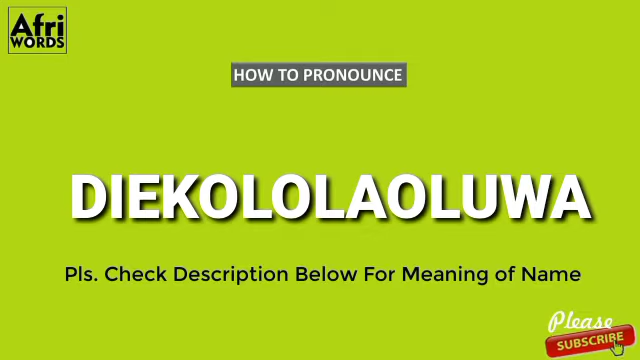 Afri
WORDS
HOW TO PRONOUNCE
DIEKOLOLAOLUWA
Pls. Check Description Below For Meaning of Name
Please
SUBSCRIBE